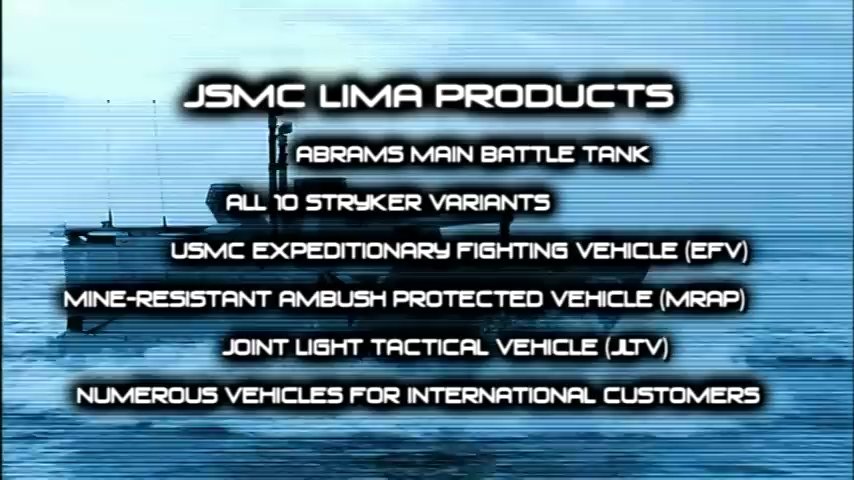 JSMC LIMA PRODUCTS
ABRAMS MAIN BATTLE TANK
ALL 10 STRYKER VARIANTS
USMC EXPEDITIONARY FIGHTING VEHICLE (EFV)
MINE-RESISTANT AMBUSH PROTECTED VEHICLE (MRAP)
JOINT LIGHT TACTICAL VEHICLE (JLTV)
NUMEROUS VEHICLES FOR INTERNATIONAL CUSTOMERS